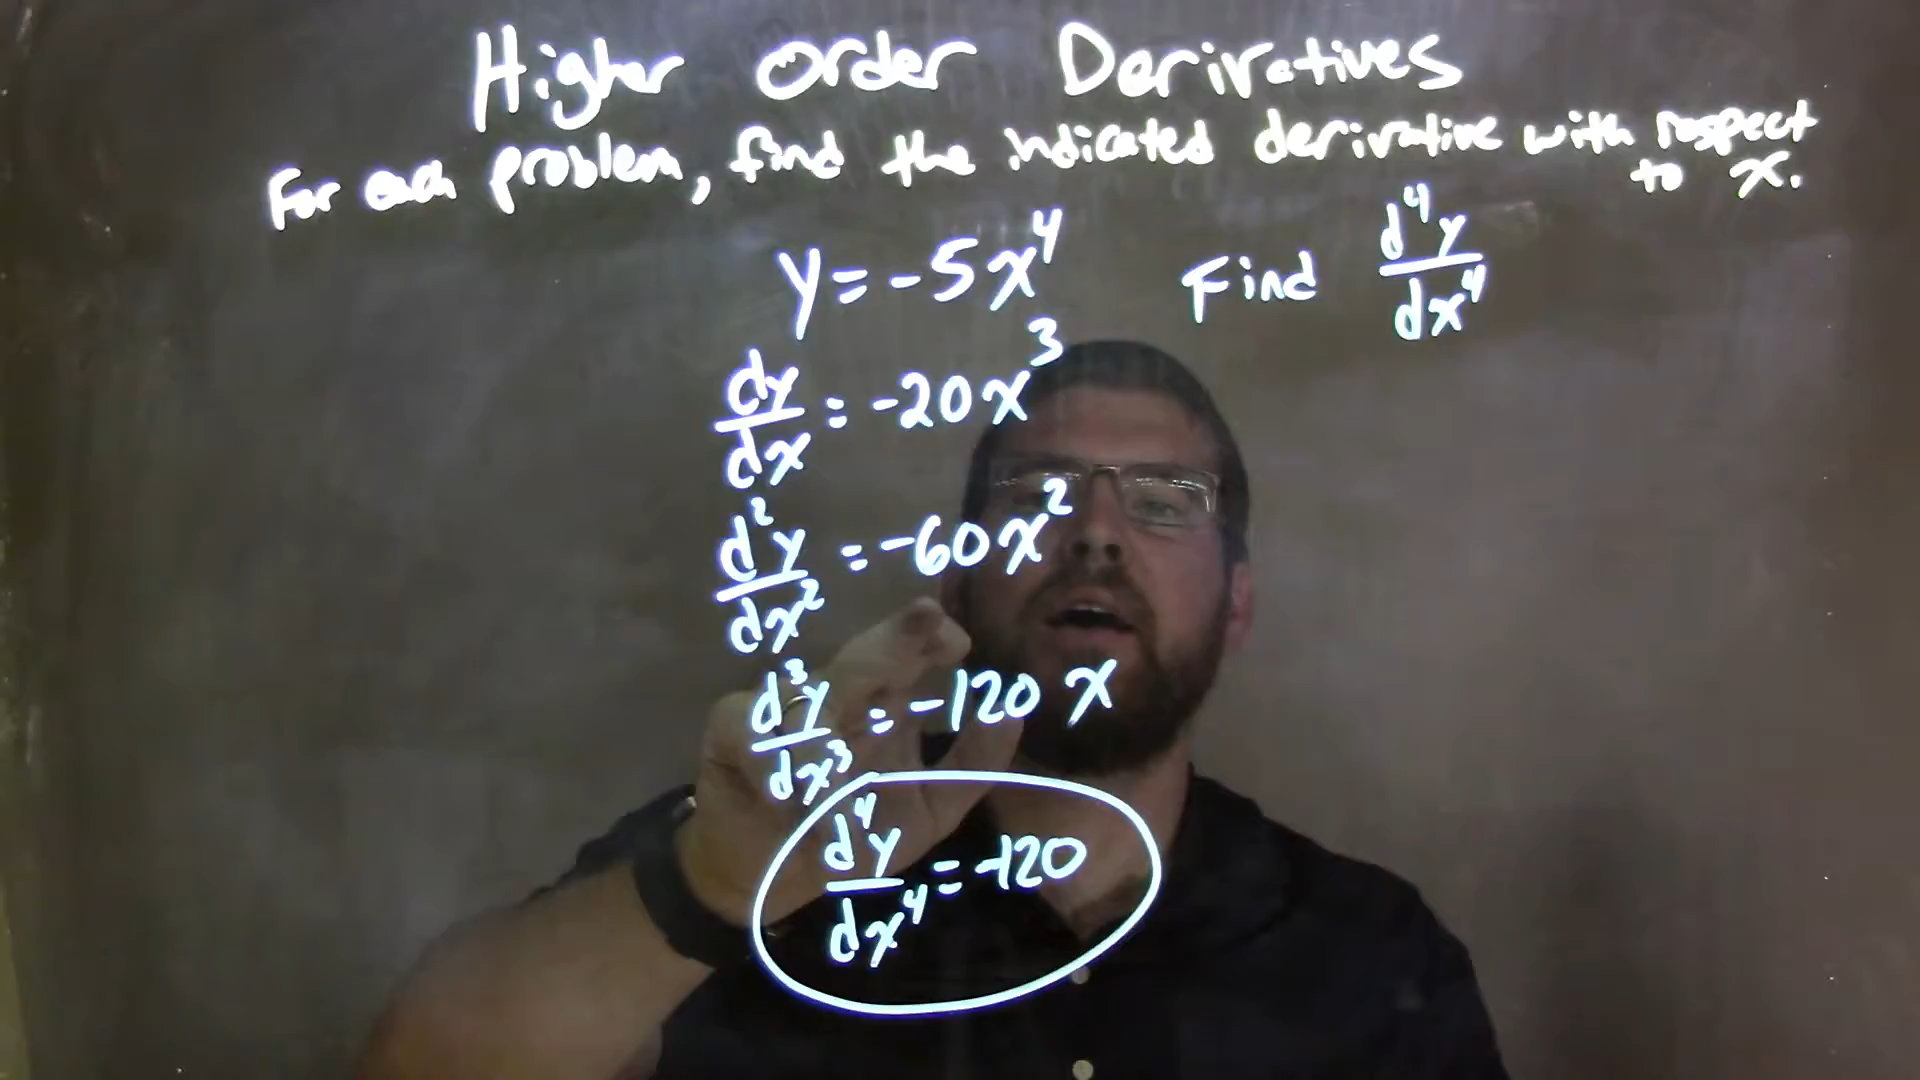 Higher Order Derivatives
For each problem, find the indicated derivative with respect
to x.
y = -5x⁴ Find d⁴y/dx⁴
dy/dx = -20x³
d²y/dx² = -60x²
d³y/dx³ = -120x
d⁴y/dx⁴ = -120